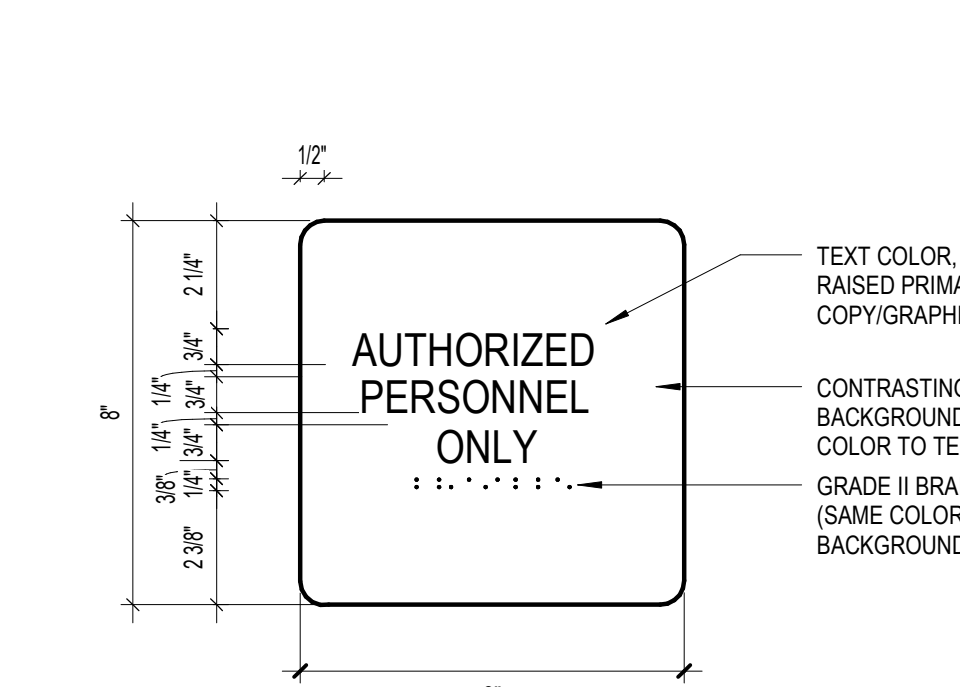 1/2"
2 1/4"
3/4"
1/4"
3/4"
8"
1/4"
3/4"
3/8"
1/4"
2 3/8"
AUTHORIZED
PERSONNEL
ONLY
TEXT COLOR,
RAISED PRIMA
COPY/GRAPHI
CONTRASTING
BACKGROUND
COLOR TO TE
GRADE II BRA
(SAME COLOR
BACKGROUND